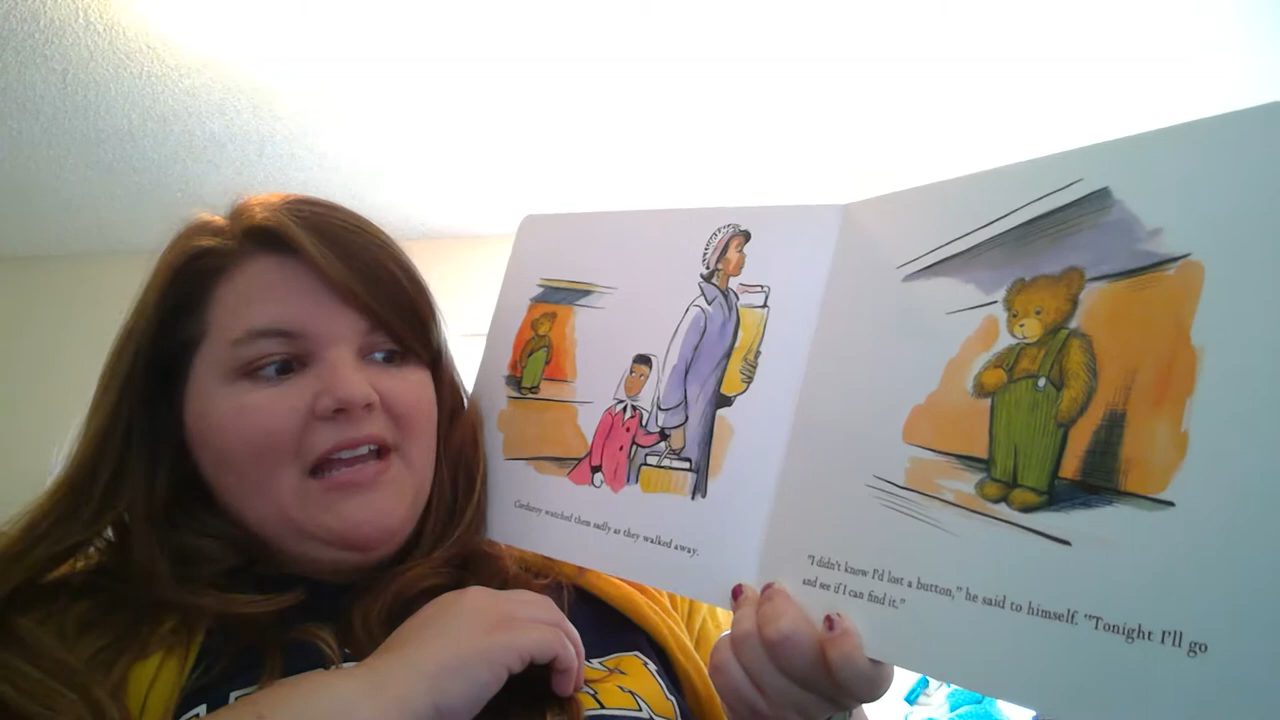 Corduroy watched them sadly as they walked away.
"I didn't know I'd lost a button," he said to himself. "Tonight I'll go
and see if I can find it."